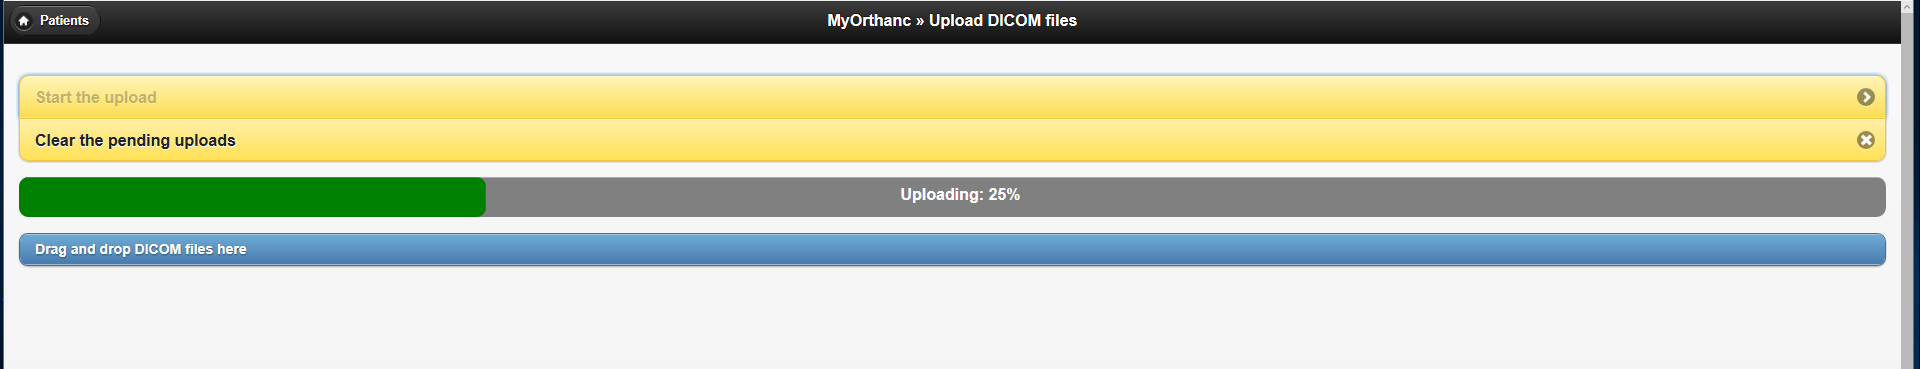 Patients
MyOrthanc » Upload DICOM files
Start the upload
Clear the pending uploads
Uploading: 25%
Drag and drop DICOM files here